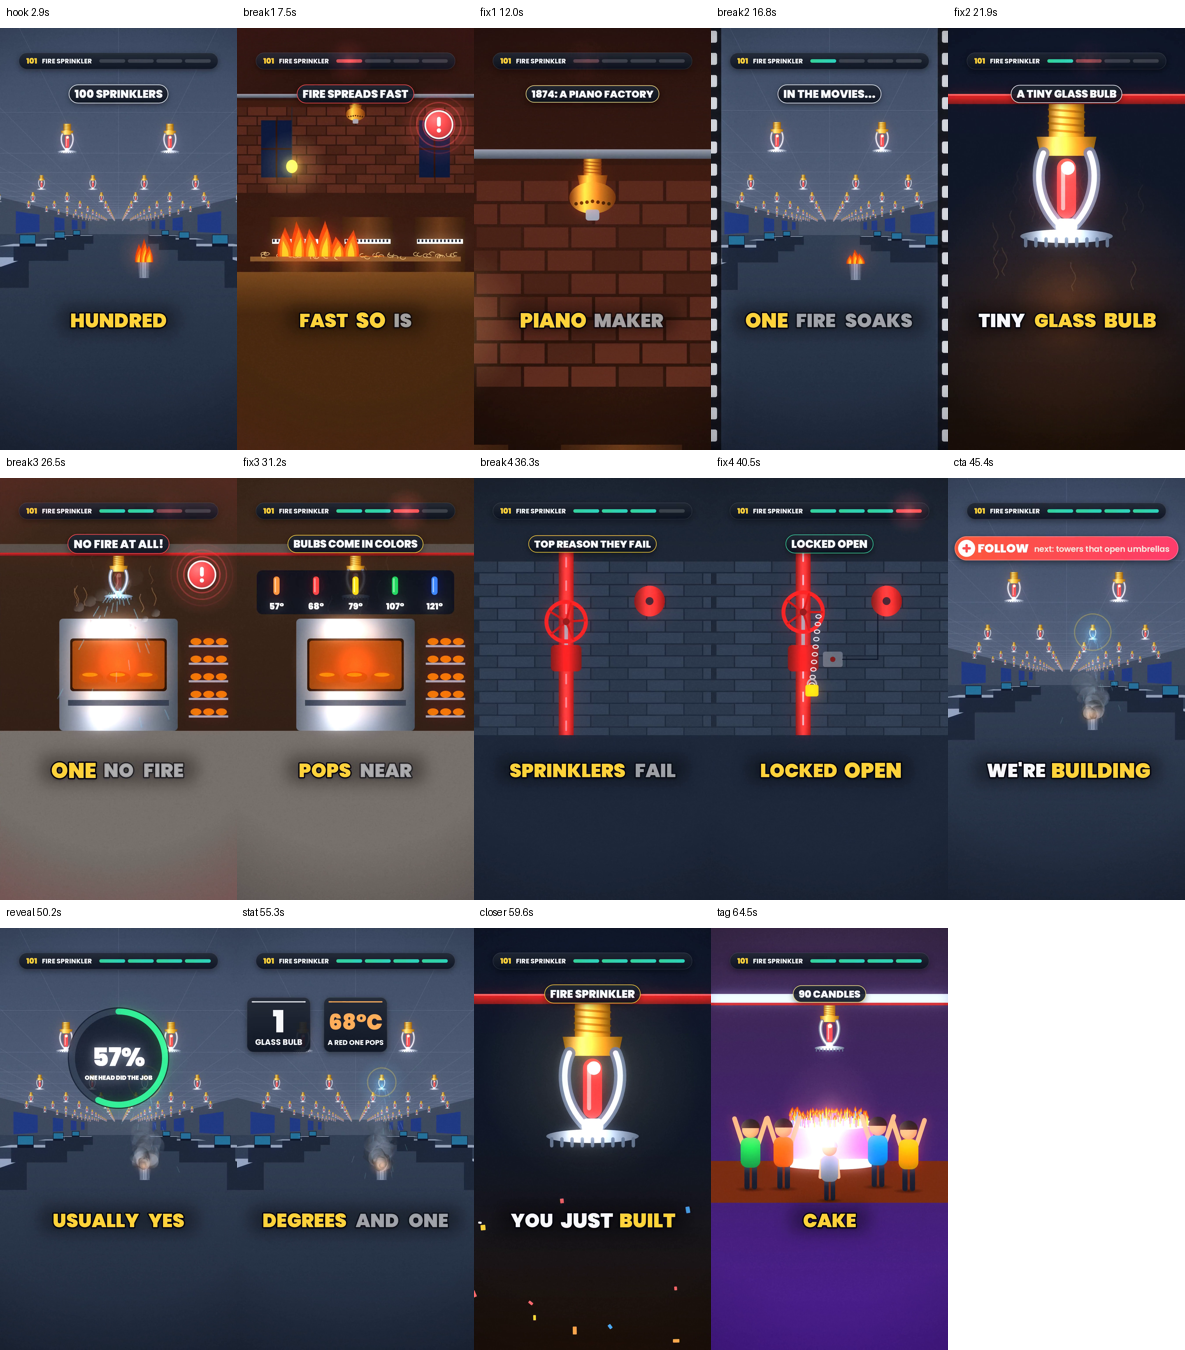 hook 2.9s
101 FIRE SPRINKLER
100 SPRINKLERS
HUNDRED
break1 7.5s
101 FIRE SPRINKLER
FIRE SPREADS FAST
!
FAST SO IS
fix1 12.0s
101 FIRE SPRINKLER
1874: A PIANO FACTORY
PIANO MAKER
break2 16.8s
101 FIRE SPRINKLER
IN THE MOVIES...
ONE FIRE SOAKS
fix2 21.9s
101 FIRE SPRINKLER
A TINY GLASS BULB
TINY GLASS BULB
break3 26.5s
101 FIRE SPRINKLER
NO FIRE AT ALL!
!
ONE NO FIRE
fix3 31.2s
101 FIRE SPRINKLER
BULBS COME IN COLORS
57° 68° 79° 107° 121°
POPS NEAR
break4 36.3s
101 FIRE SPRINKLER
TOP REASON THEY FAIL
SPRINKLERS FAIL
fix4 40.5s
101 FIRE SPRINKLER
LOCKED OPEN
LOCKED OPEN
cta 45.4s
101 FIRE SPRINKLER
FOLLOW next: towers that open umbrellas
WE'RE BUILDING
reveal 50.2s
101 FIRE SPRINKLER
57%
ONE HEAD DID THE JOB
USUALLY YES
stat 55.3s
101 FIRE SPRINKLER
1
GLASS BULB
68°C
A RED ONE POPS
DEGREES AND ONE
closer 59.6s
101 FIRE SPRINKLER
FIRE SPRINKLER
YOU JUST BUILT
tag 64.5s
101 FIRE SPRINKLER
90 CANDLES
CAKE